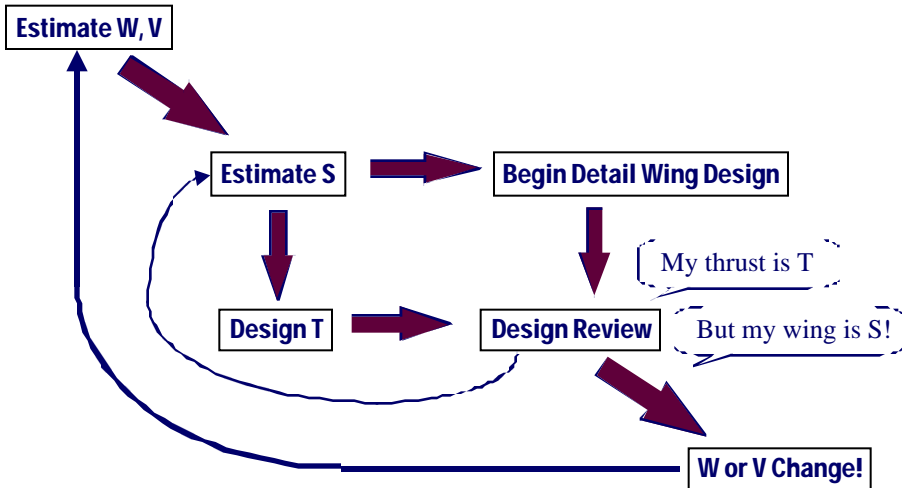 Estimate W, V
Estimate S
Begin Detail Wing Design
My thrust is T
Design T
Design Review
But my wing is S!
W or V Change!